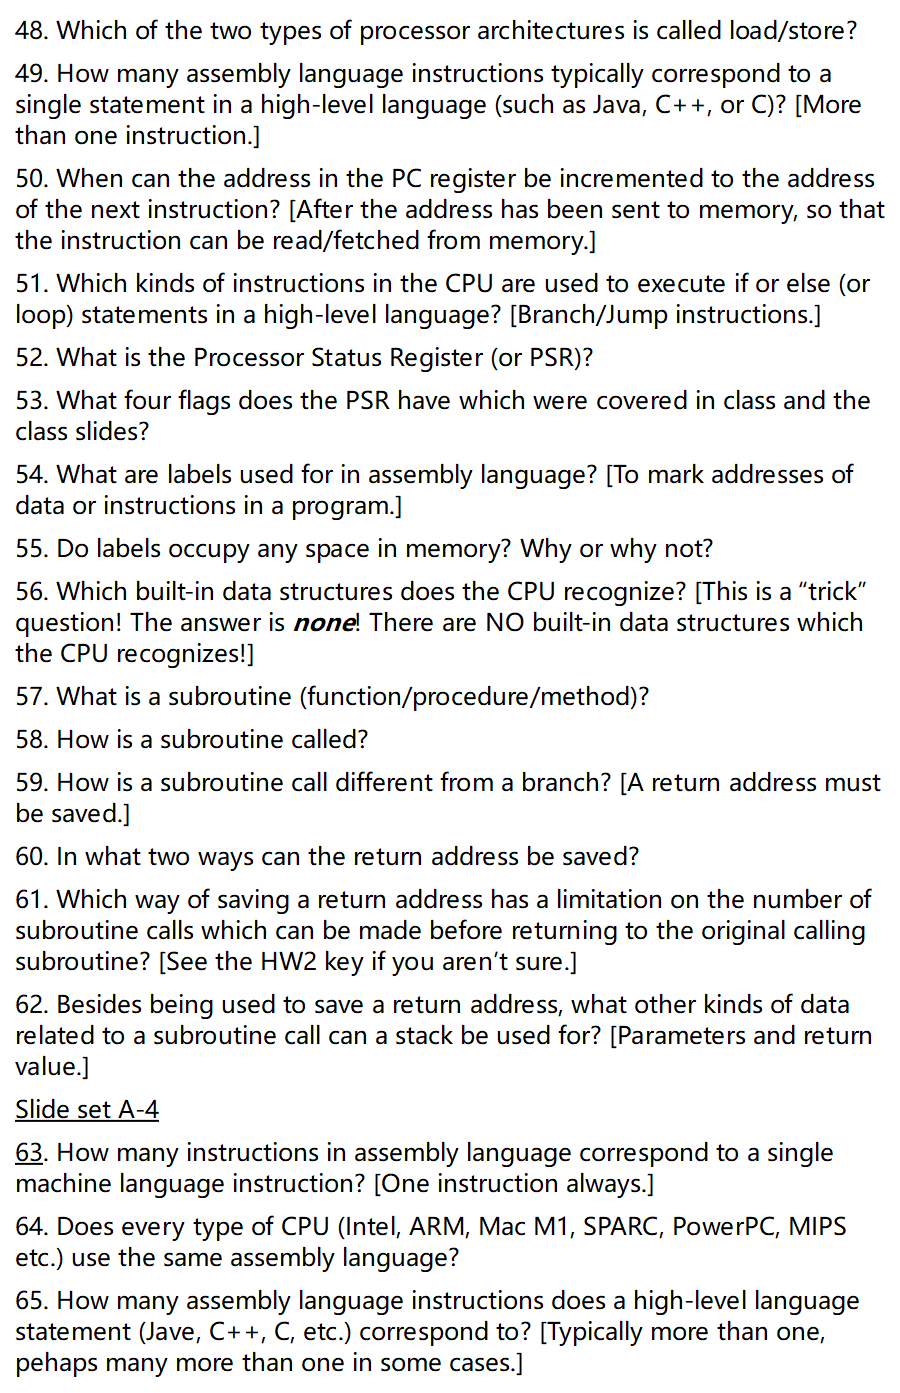 48. Which of the two types of processor architectures is called load/store?
49. How many assembly language instructions typically correspond to a
single statement in a high-level language (such as Java, C++, or C)? [More
than one instruction.]
50. When can the address in the PC register be incremented to the address
of the next instruction? [After the address has been sent to memory, so that
the instruction can be read/fetched from memory.]
51. Which kinds of instructions in the CPU are used to execute if or else (or
loop) statements in a high-level language? [Branch/Jump instructions.]
52. What is the Processor Status Register (or PSR)?
53. What four flags does the PSR have which were covered in class and the
class slides?
54. What are labels used for in assembly language? [To mark addresses of
data or instructions in a program.]
55. Do labels occupy any space in memory? Why or why not?
56. Which built-in data structures does the CPU recognize? [This is a “trick”
question! The answer is none! There are NO built-in data structures which
the CPU recognizes!]
57. What is a subroutine (function/procedure/method)?
58. How is a subroutine called?
59. How is a subroutine call different from a branch? [A return address must
be saved.]
60. In what two ways can the return address be saved?
61. Which way of saving a return address has a limitation on the number of
subroutine calls which can be made before returning to the original calling
subroutine? [See the HW2 key if you aren’t sure.]
62. Besides being used to save a return address, what other kinds of data
related to a subroutine call can a stack be used for? [Parameters and return
value.]
Slide set A-4
63. How many instructions in assembly language correspond to a single
machine language instruction? [One instruction always.]
64. Does every type of CPU (Intel, ARM, Mac M1, SPARC, PowerPC, MIPS
etc.) use the same assembly language?
65. How many assembly language instructions does a high-level language
statement (Jave, C++, C, etc.) correspond to? [Typically more than one,
pehaps many more than one in some cases.]